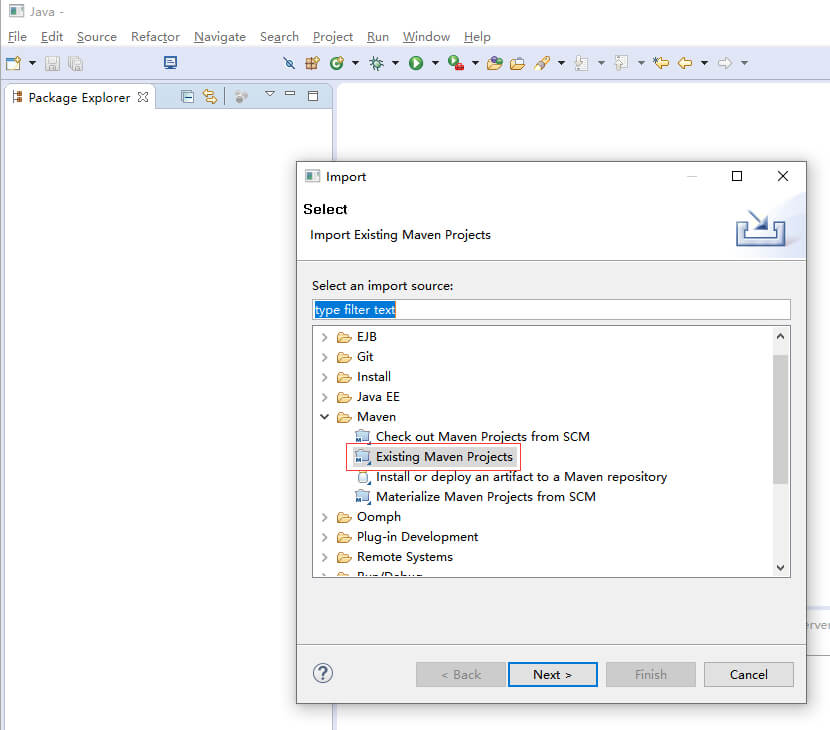 Java -
File Edit Source Refactor Navigate Search Project Run Window Help
Package Explorer
Import
Select
Import Existing Maven Projects
Select an import source:
type filter text
EJB
Git
Install
Java EE
Maven
Check out Maven Projects from SCM
Existing Maven Projects
Install or deploy an artifact to a Maven repository
Materialize Maven Projects from SCM
Oomph
Plug-in Development
Remote Systems
Run/Debug
< Back Next > Finish Cancel